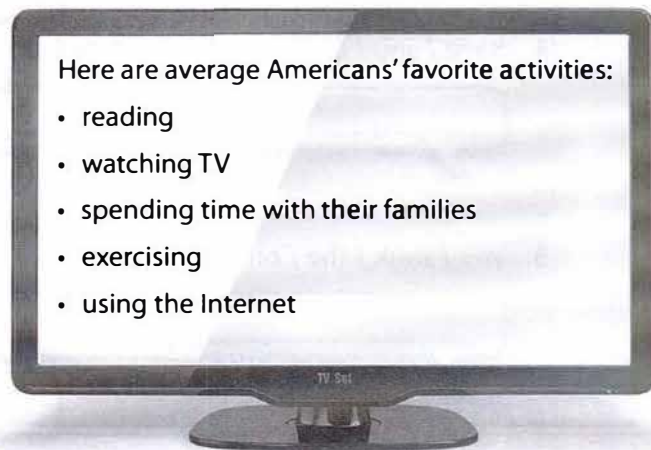 Here are average Americans' favorite activities:
• reading
• watching TV
• spending time with their families
• exercising
• using the Internet
TV Set